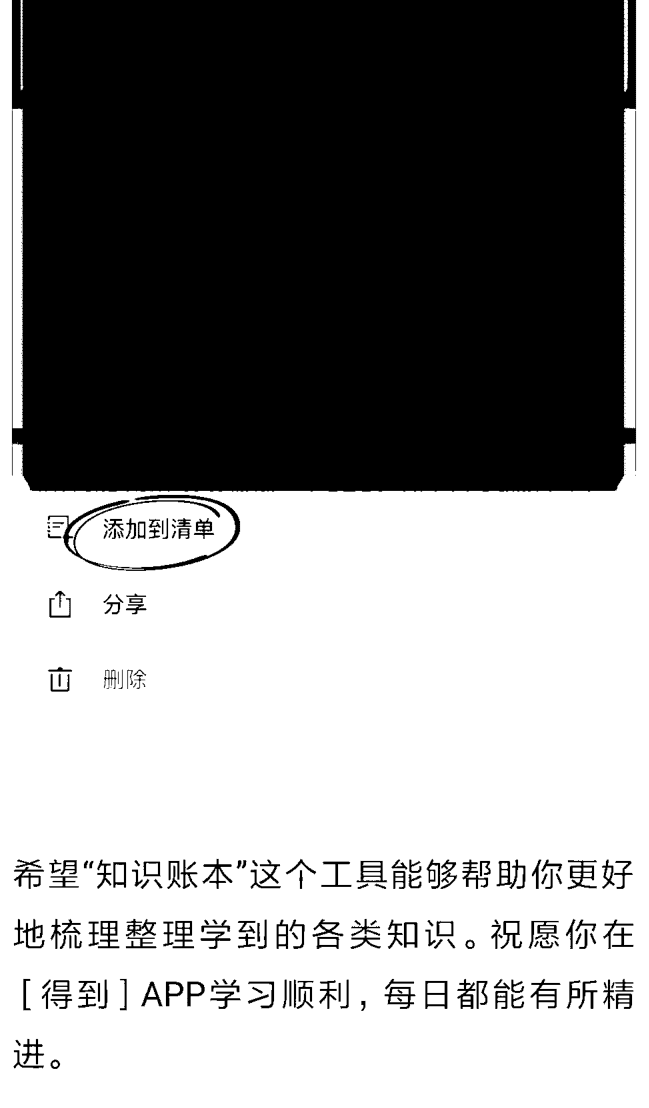 添加到清单
分享
删除
希望“知识账本”这个工具能够帮助你更好
地梳理整理学到的各类知识。祝愿你在
［得到］APP学习顺利，每日都能有所精
进。